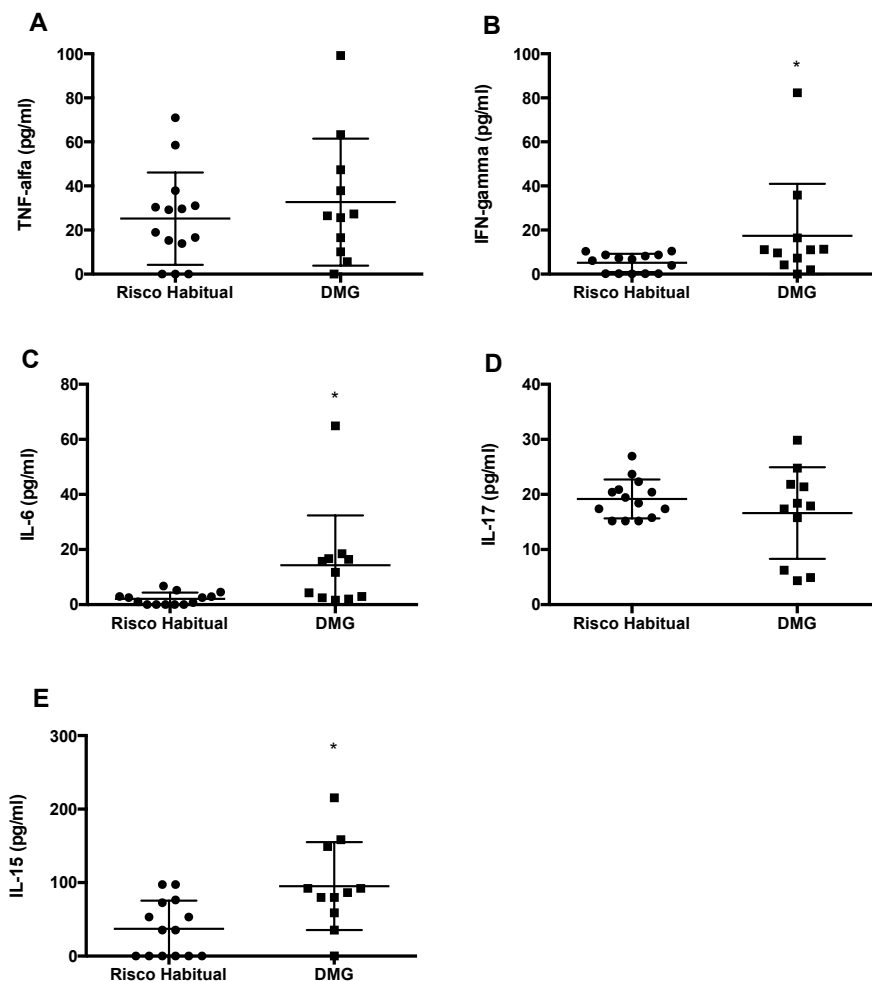 A
TNF-alfa (pg/ml)
100
80
60
40
20
0
Risco Habitual DMG
B
*
IFN-gamma (pg/ml)
100
80
60
40
20
0
Risco Habitual DMG
C
*
IL-6 (pg/ml)
80
60
40
20
0
Risco Habitual DMG
D
IL-17 (pg/ml)
40
30
20
10
0
Risco Habitual DMG
E
*
IL-15 (pg/ml)
300
200
100
0
Risco Habitual DMG